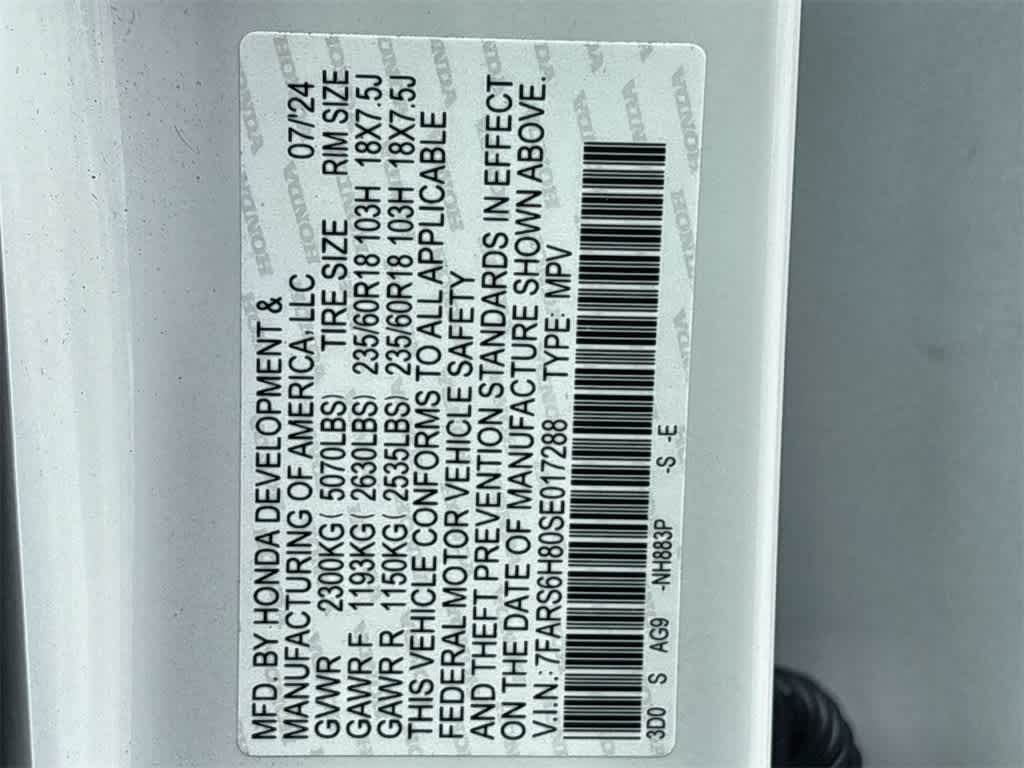 MFD. BY HONDA DEVELOPMENT &
MANUFACTURING OF AMERICA, LLC 07/'24
GVWR 2300KG( 5070LBS) TIRE SIZE RIM SIZE
GAWR F 1193KG( 2630LBS) 235/60R18 103H 18X7.5J
GAWR R 1150KG( 2535LBS) 235/60R18 103H 18X7.5J
THIS VEHICLE CONFORMS TO ALL APPLICABLE
FEDERAL MOTOR VEHICLE SAFETY
AND THEFT PREVENTION STANDARDS IN EFFECT
ON THE DATE OF MANUFACTURE SHOWN ABOVE.
V.I.N.: 7FARS6H80SE017288 TYPE: MPV
3D0 S AG9 -NH883P -S -E